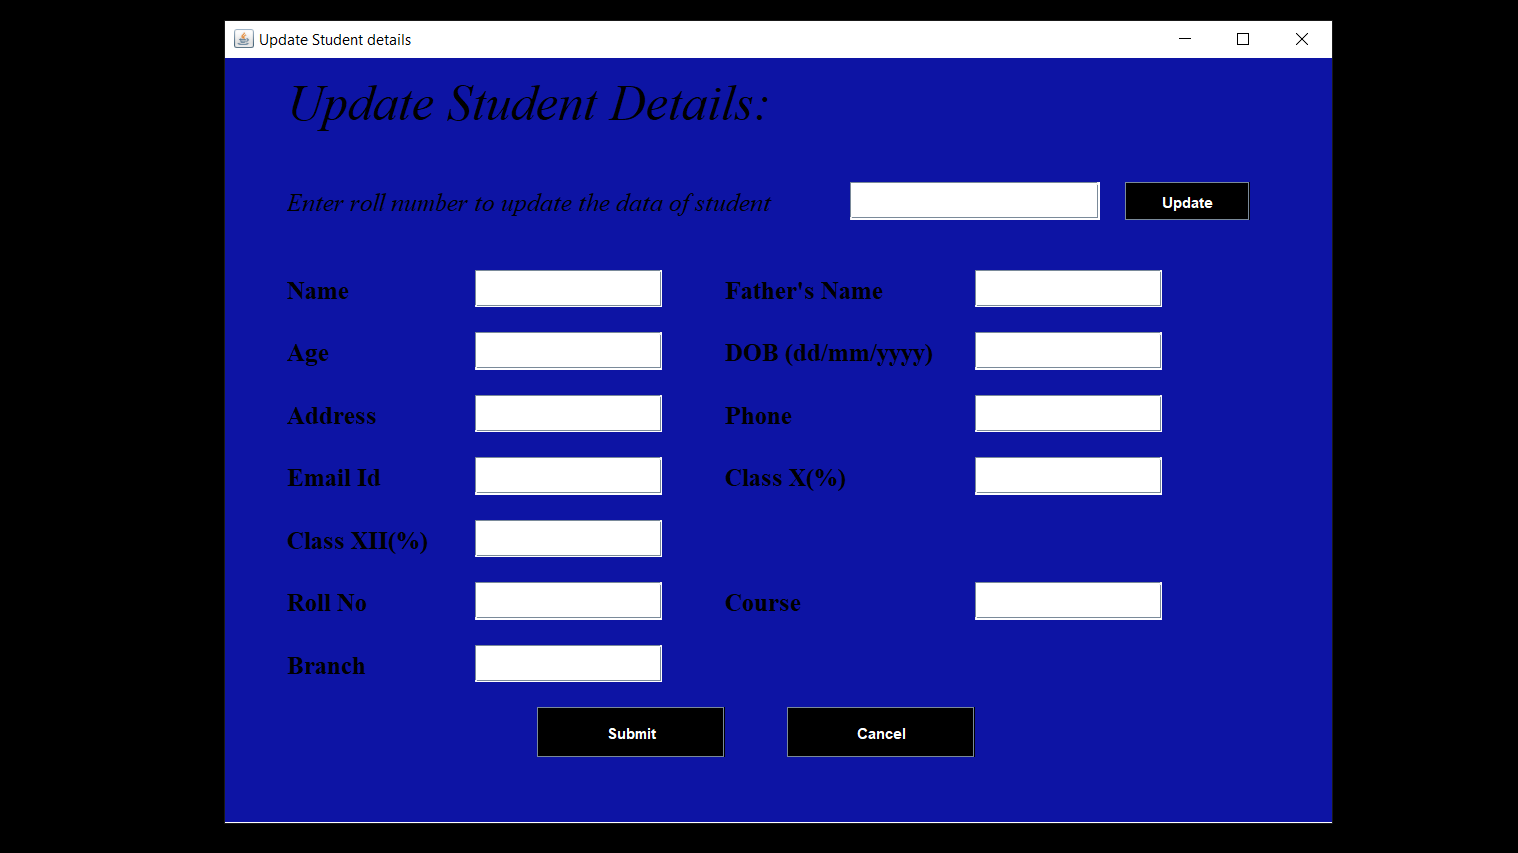 Update Student details
Update Student Details:
Enter roll number to update the data of student
Update
Name
Father's Name
Age
DOB (dd/mm/yyyy)
Address
Phone
Email Id
Class X(%)
Class XII(%)
Roll No
Course
Branch
Submit
Cancel